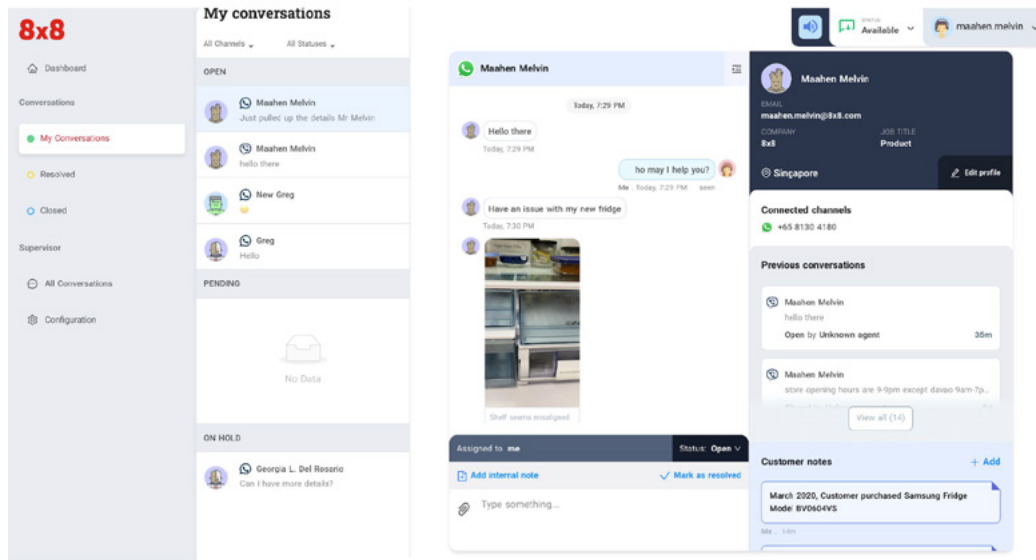 8x8
Dashboard
Conversations
My Conversations
Resolved
Closed
Supervisor
All Conversations
Configuration
My conversations
All Channels
All Statuses
OPEN
Maahen Melvin
Just pulled up the details Mr Melvin
Maahen Melvin
hello there
New Greg
Greg
Hello
PENDING
No Data
ON HOLD
Georgia L. Del Rosario
Can I have more details?
Maahen Melvin
Today, 7:29 PM
Hello there
Today, 7:29 PM
ho may I help you?
Me . Today, 7:29 PM seen
Have an issue with my new fridge
Today, 7:30 PM
Shelf seems misaligned
Assigned to me
Status: Open
Add internal note
Mark as resolved
Type something...
STATUS
Available
maahen.melvin
Maahen Melvin
EMAIL
maahen.melvin@8x8.com
COMPANY
JOB TITLE
8x8
Product
Singapore
Edit profile
Connected channels
+65 8130 4180
Previous conversations
Maahen Melvin
hello there
Open by Unknown agent
35m
Maahen Melvin
store opening hours are 9-9pm except davao 9am-7p...
View all (14)
Customer notes
+ Add
March 2020, Customer purchased Samsung Fridge
Model BV0604VS
Me . 14m